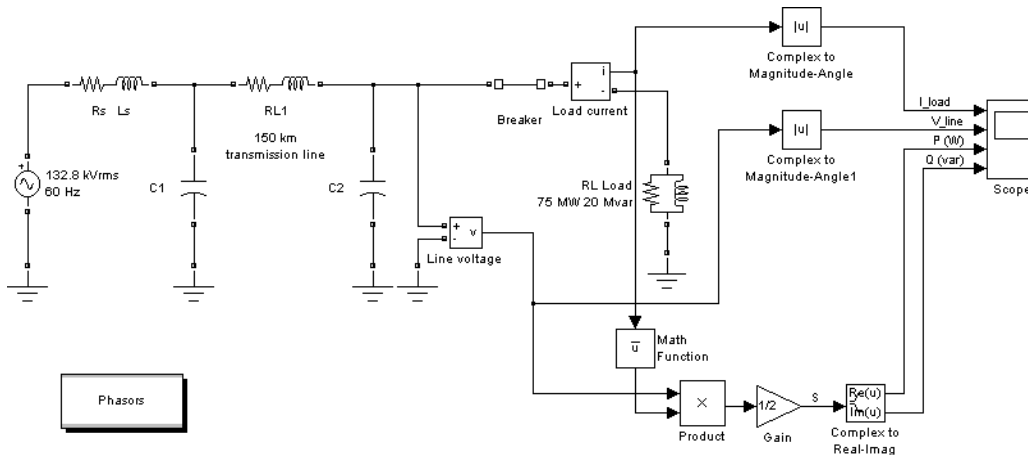 |u|
Complex to
Magnitude-Angle
i
+
-
Load current
Rs Ls
RL1
Breaker
150 km
transmission line
I_load
V_line
P (W)
Q (var)
Scope
|u|
Complex to
Magnitude-Angle1
+
132.8 kVrms
60 Hz
C1
C2
RL Load
75 MW 20 Mvar
+
-
v
Line voltage
u
Math
Function
Phasors
×
Product
1/2
Gain
S
Re(u)
Im(u)
Complex to
Real-Imag